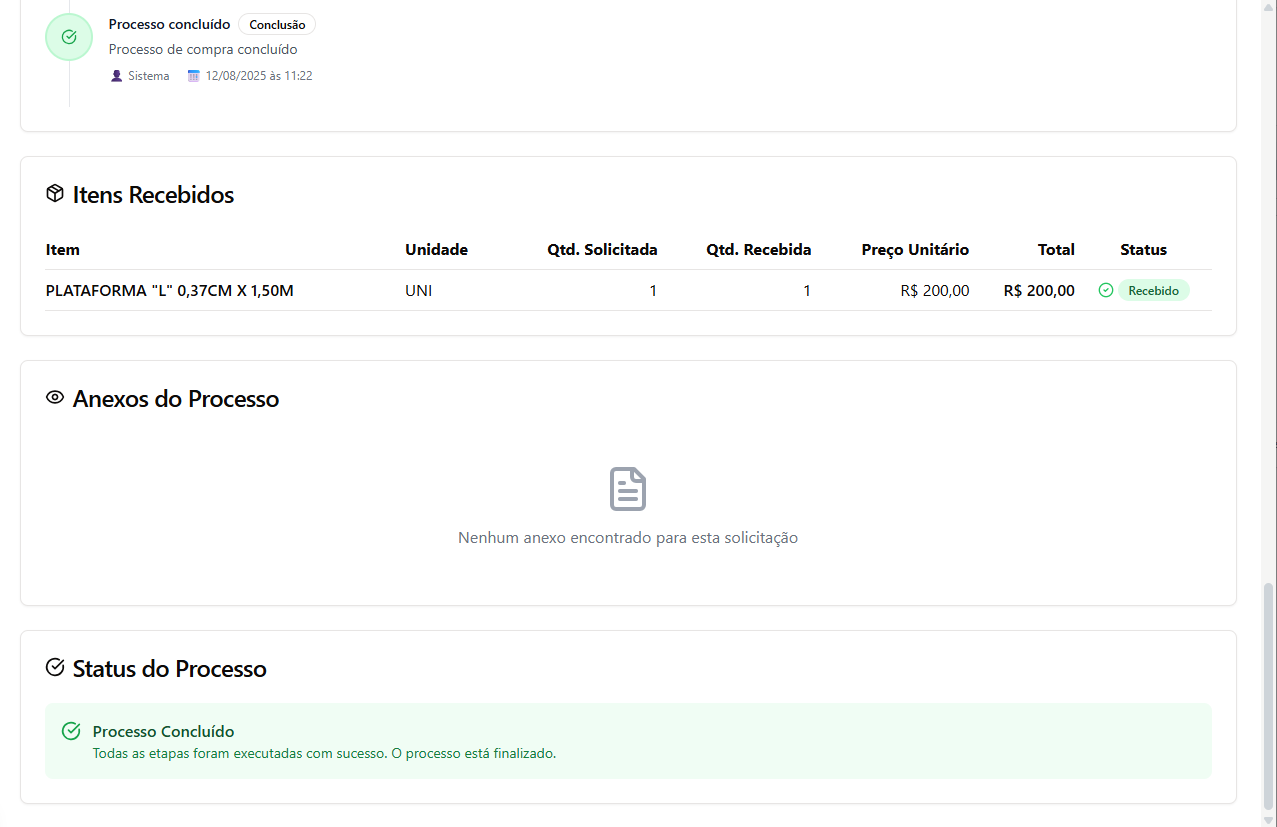 Processo concluído Conclusão
Processo de compra concluído
Sistema 12/08/2025 às 11:22
Itens Recebidos
Item Unidade Qtd. Solicitada Qtd. Recebida Preço Unitário Total Status
PLATAFORMA "L" 0,37CM X 1,50M UNI 1 1 R$ 200,00 R$ 200,00 Recebido
Anexos do Processo
Nenhum anexo encontrado para esta solicitação
Status do Processo
Processo Concluído
Todas as etapas foram executadas com sucesso. O processo está finalizado.